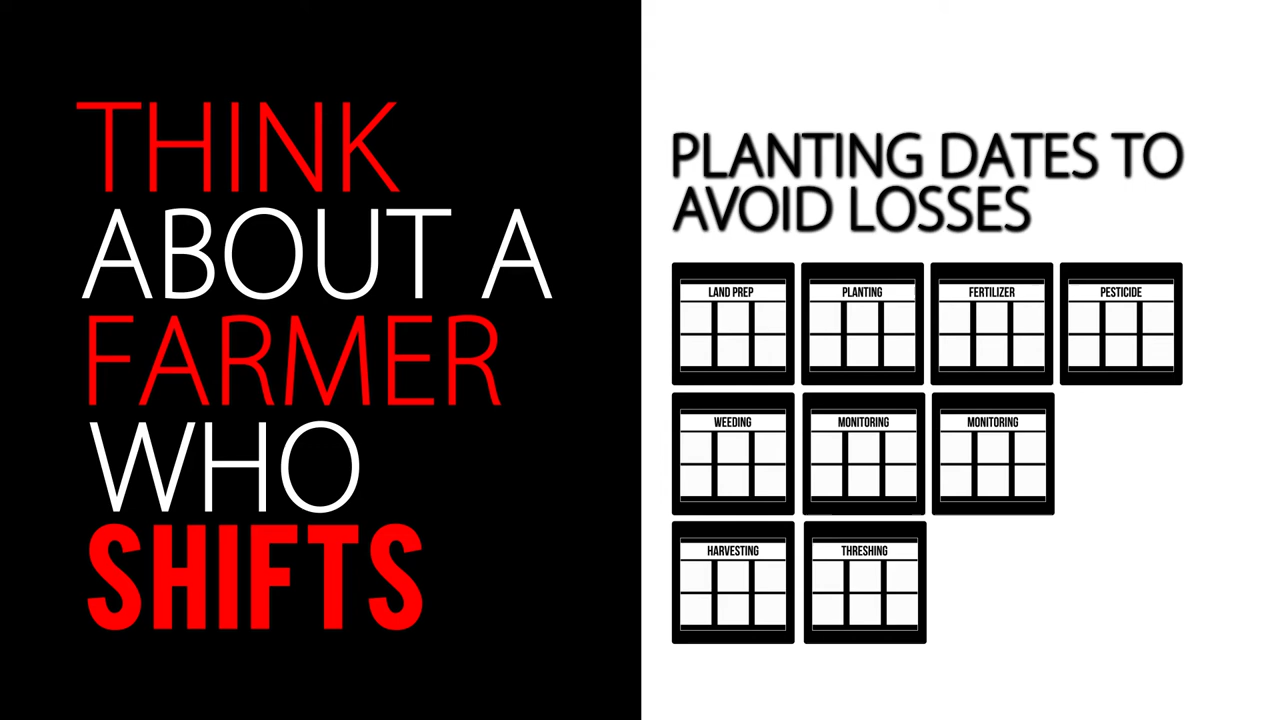 THINK
ABOUT A
FARMER
WHO
SHIFTS
PLANTING DATES TO
AVOID LOSSES
LAND PREP
PLANTING
FERTILIZER
PESTICIDE
WEEDING
MONITORING
MONITORING
HARVESTING
THRESHING